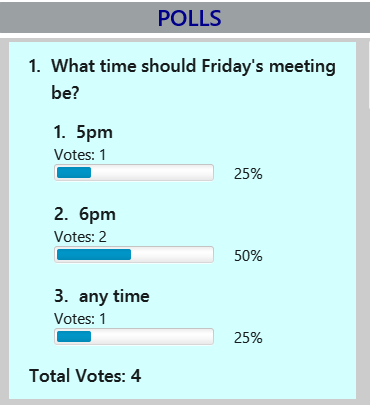 POLLS
1. What time should Friday's meeting
be?
1. 5pm
Votes: 1
25%
2. 6pm
Votes: 2
50%
3. any time
Votes: 1
25%
Total Votes: 4